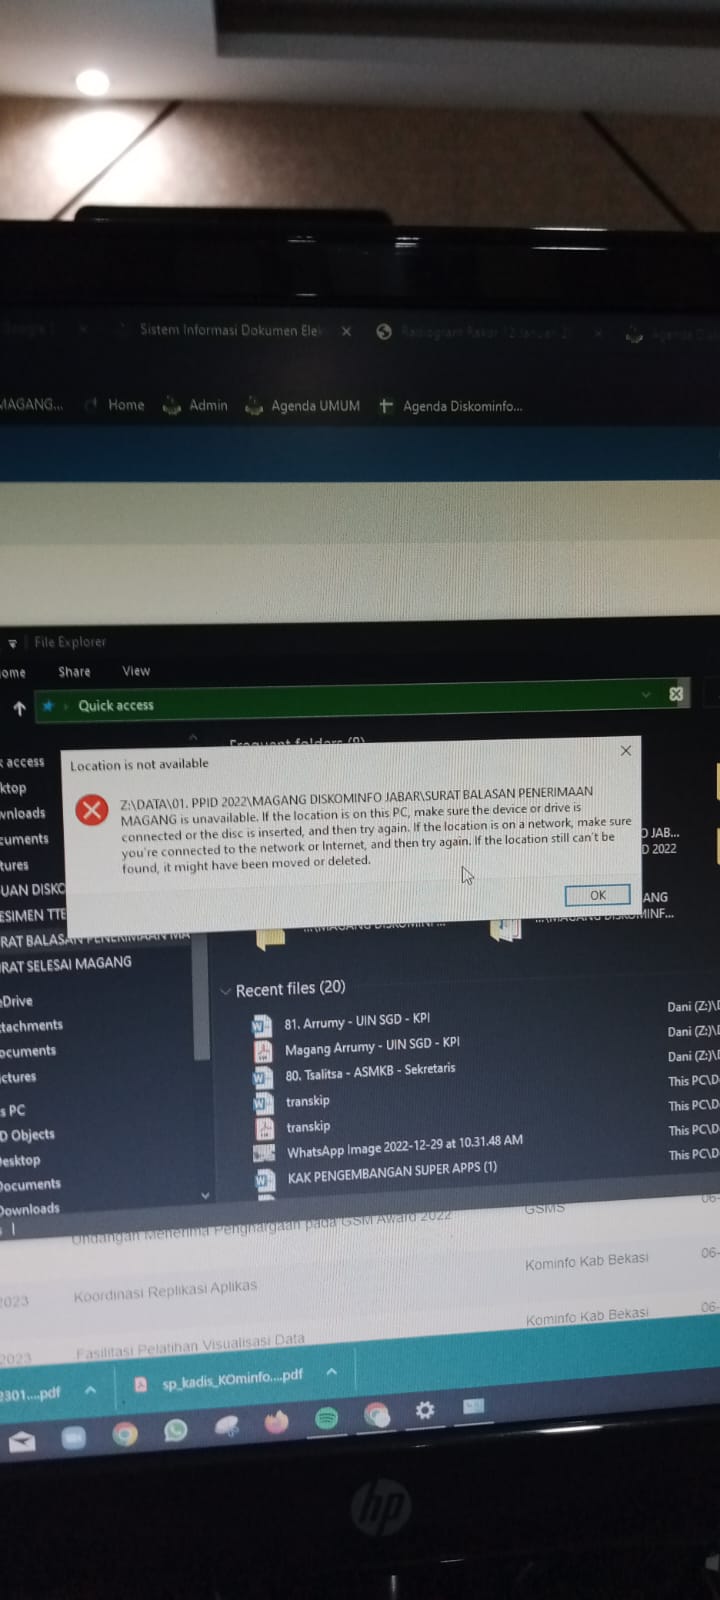 Sistem Informasi Dokumen Ele
MAGANG...
Home
Admin
Agenda UMUM
Agenda Diskominfo...
File Explorer
ome
Share
View
Quick access
k access
Frequent folders (9)
ktop
wnloads
cuments
tures
UAN DISKO
ESIMEN TTE
RAT BALASAN PENERIMAAN MA
RAT SELESAI MAGANG
Location is not available
Z:\DATA\01. PPID 2022\MAGANG DISKOMINFO JABAR\SURAT BALASAN PENERIMAAN
MAGANG is unavailable. If the location is on this PC, make sure the device or drive is
connected or the disc is inserted, and then try again. If the location is on a network, make sure
you're connected to the network or Internet, and then try again. If the location still can't be
found, it might have been moved or deleted.
OK
O JAB...
D 2022
ANG
MINF...
eDrive
tachments
ocuments
ctures
s PC
D Objects
esktop
Documents
Downloads
Recent files (20)
81. Arrumy - UIN SGD - KPI
Dani (Z:)\D
Magang Arrumy - UIN SGD - KPI
Dani (Z:)\D
80. Tsalitsa - ASMKB - Sekretaris
Dani (Z:)\D
transkip
This PC\D
transkip
This PC\D
WhatsApp Image 2022-12-29 at 10.31.48 AM
This PC\D
KAK PENGEMBANGAN SUPER APPS (1)
This PC\D
Undangan Menerima Penghargaan pada GSM Award 2022
GSMS
06-
2023
Koordinasi Replikasi Aplikas
Kominfo Kab Bekasi
06-
2023
Fasilitasi Pelatihan Visualisasi Data
Kominfo Kab Bekasi
06-
2301....pdf
sp_kadis_KOminfo....pdf
hp